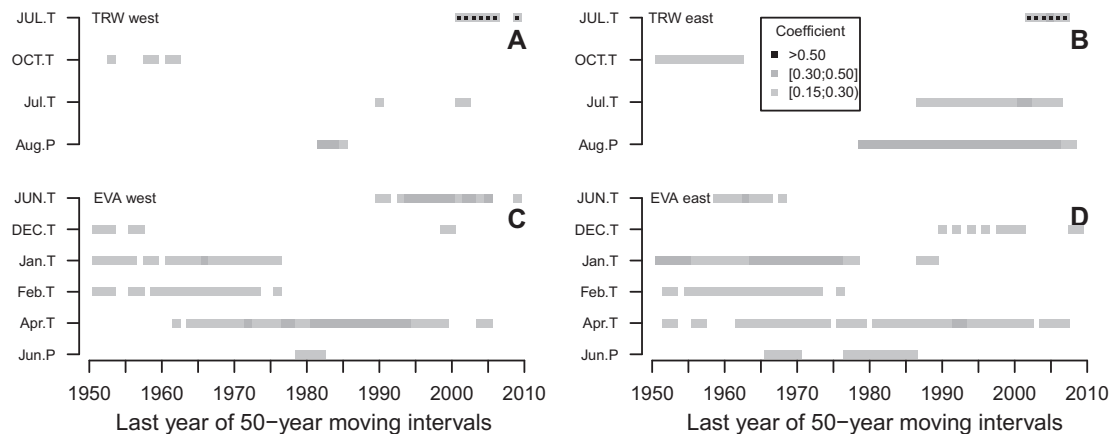 JUL.T TRW west
A
OCT.T
Jul.T
Aug.P
JUL.T TRW east
B
OCT.T
Jul.T
Aug.P
Coefficient
>0.50
[0.30;0.50]
[0.15;0.30)
JUN.T EVA west
C
DEC.T
Jan.T
Feb.T
Apr.T
Jun.P
1950 1960 1970 1980 1990 2000 2010
Last year of 50−year moving intervals
JUN.T EVA east
D
DEC.T
Jan.T
Feb.T
Apr.T
Jun.P
1950 1960 1970 1980 1990 2000 2010
Last year of 50−year moving intervals